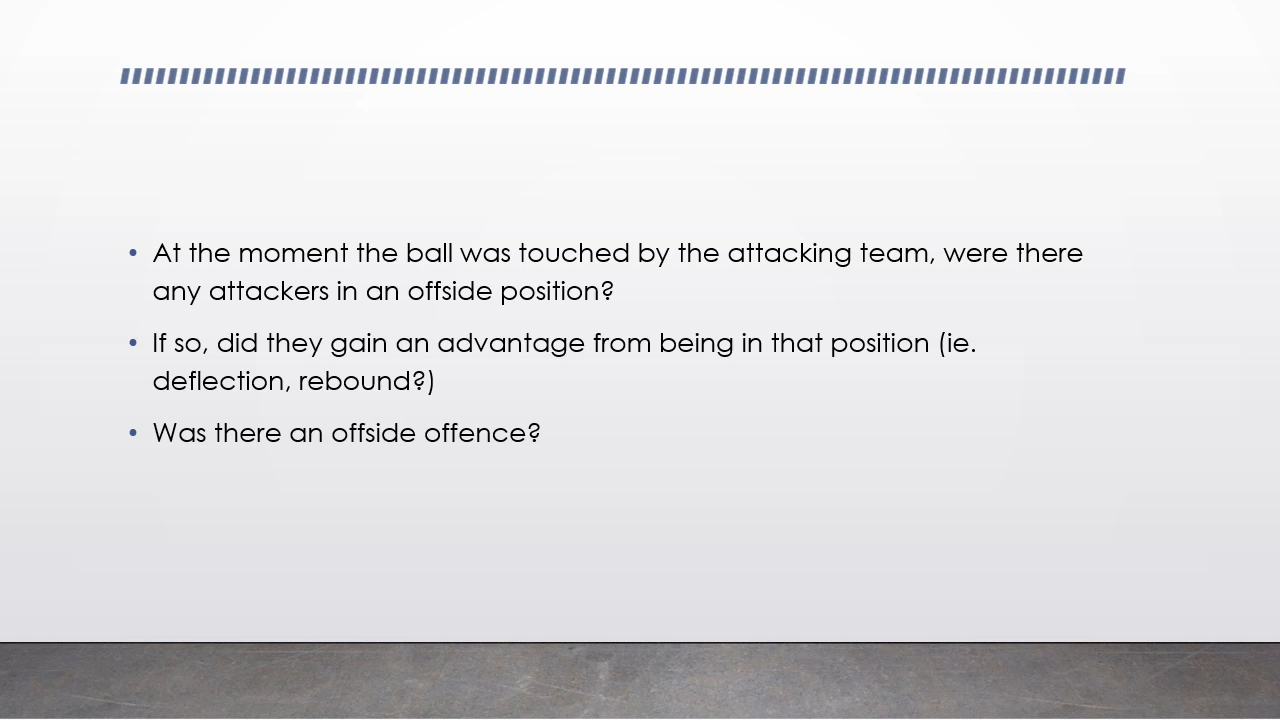 • At the moment the ball was touched by the attacking team, were there
any attackers in an offside position?
• If so, did they gain an advantage from being in that position (ie.
deflection, rebound?)
• Was there an offside offence?